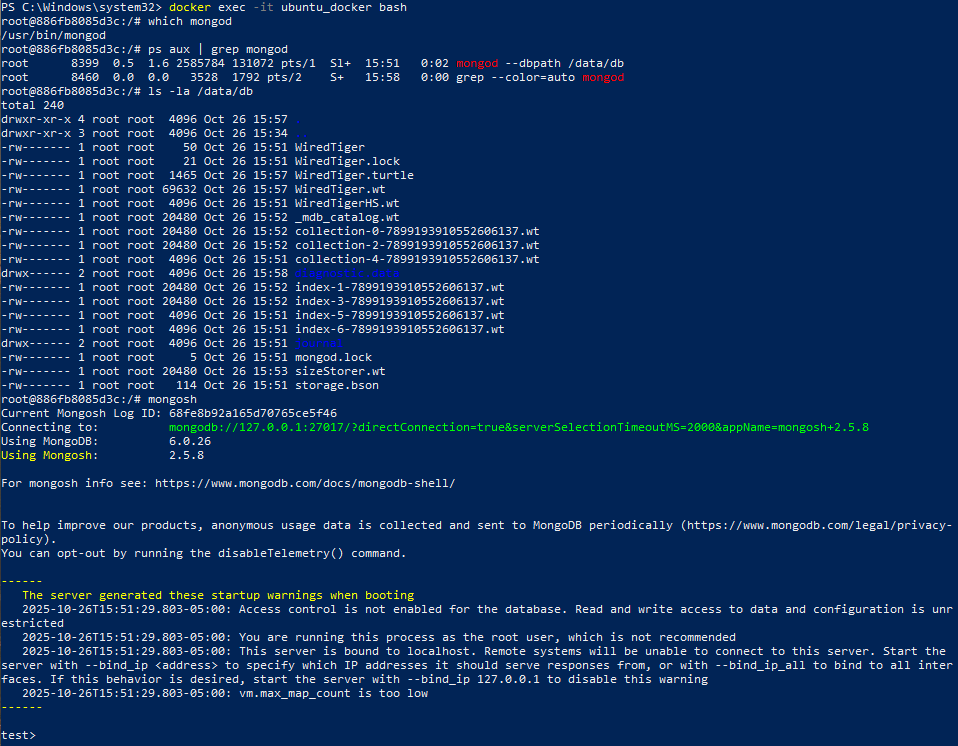 PS C:\Windows\system32> docker exec -it ubuntu_docker bash
root@886fb8085d3c:/# which mongod
/usr/bin/mongod
root@886fb8085d3c:/# ps aux | grep mongod
root        8399  0.5  1.6 2585784 131072 pts/1  Sl+  15:51   0:02 mongod --dbpath /data/db
root        8460  0.0  0.0   3528  1792 pts/2    S+   15:58   0:00 grep --color=auto mongod
root@886fb8085d3c:/# ls -la /data/db
total 240
drwxr-xr-x 4 root root  4096 Oct 26 15:57
drwxr-xr-x 3 root root  4096 Oct 26 15:34
-rw------- 1 root root    50 Oct 26 15:51 WiredTiger
-rw------- 1 root root    21 Oct 26 15:51 WiredTiger.lock
-rw------- 1 root root  1465 Oct 26 15:57 WiredTiger.turtle
-rw------- 1 root root 69632 Oct 26 15:57 WiredTiger.wt
-rw------- 1 root root  4096 Oct 26 15:51 WiredTigerHS.wt
-rw------- 1 root root 20480 Oct 26 15:52 _mdb_catalog.wt
-rw------- 1 root root 20480 Oct 26 15:52 collection-0-7899193910552606137.wt
-rw------- 1 root root 20480 Oct 26 15:52 collection-2-7899193910552606137.wt
-rw------- 1 root root  4096 Oct 26 15:51 collection-4-7899193910552606137.wt
drwx------ 2 root root  4096 Oct 26 15:58 diagnostic.data
-rw------- 1 root root 20480 Oct 26 15:52 index-1-7899193910552606137.wt
-rw------- 1 root root 20480 Oct 26 15:52 index-3-7899193910552606137.wt
-rw------- 1 root root  4096 Oct 26 15:51 index-5-7899193910552606137.wt
-rw------- 1 root root  4096 Oct 26 15:51 index-6-7899193910552606137.wt
drwx------ 2 root root  4096 Oct 26 15:51 journal
-rw------- 1 root root     5 Oct 26 15:51 mongod.lock
-rw------- 1 root root 20480 Oct 26 15:53 sizeStorer.wt
-rw------- 1 root root   114 Oct 26 15:51 storage.bson
root@886fb8085d3c:/# mongosh
Current Mongosh Log ID: 68fe8b92a165d70765ce5f46
Connecting to:          mongodb://127.0.0.1:27017/?directConnection=true&serverSelectionTimeoutMS=2000&appName=mongosh+2.5.8
Using MongoDB:          6.0.26
Using Mongosh:          2.5.8
For mongosh info see: https://www.mongodb.com/docs/mongodb-shell/
To help improve our products, anonymous usage data is collected and sent to MongoDB periodically (https://www.mongodb.com/legal/privacy-
policy).
You can opt-out by running the disableTelemetry() command.
------
   The server generated these startup warnings when booting
   2025-10-26T15:51:29.803-05:00: Access control is not enabled for the database. Read and write access to data and configuration is unr
estricted
   2025-10-26T15:51:29.803-05:00: You are running this process as the root user, which is not recommended
   2025-10-26T15:51:29.803-05:00: This server is bound to localhost. Remote systems will be unable to connect to this server. Start the
server with --bind_ip <address> to specify which IP addresses it should serve responses from, or with --bind_ip_all to bind to all inter
faces. If this behavior is desired, start the server with --bind_ip 127.0.0.1 to disable this warning
   2025-10-26T15:51:29.803-05:00: vm.max_map_count is too low
------
test>